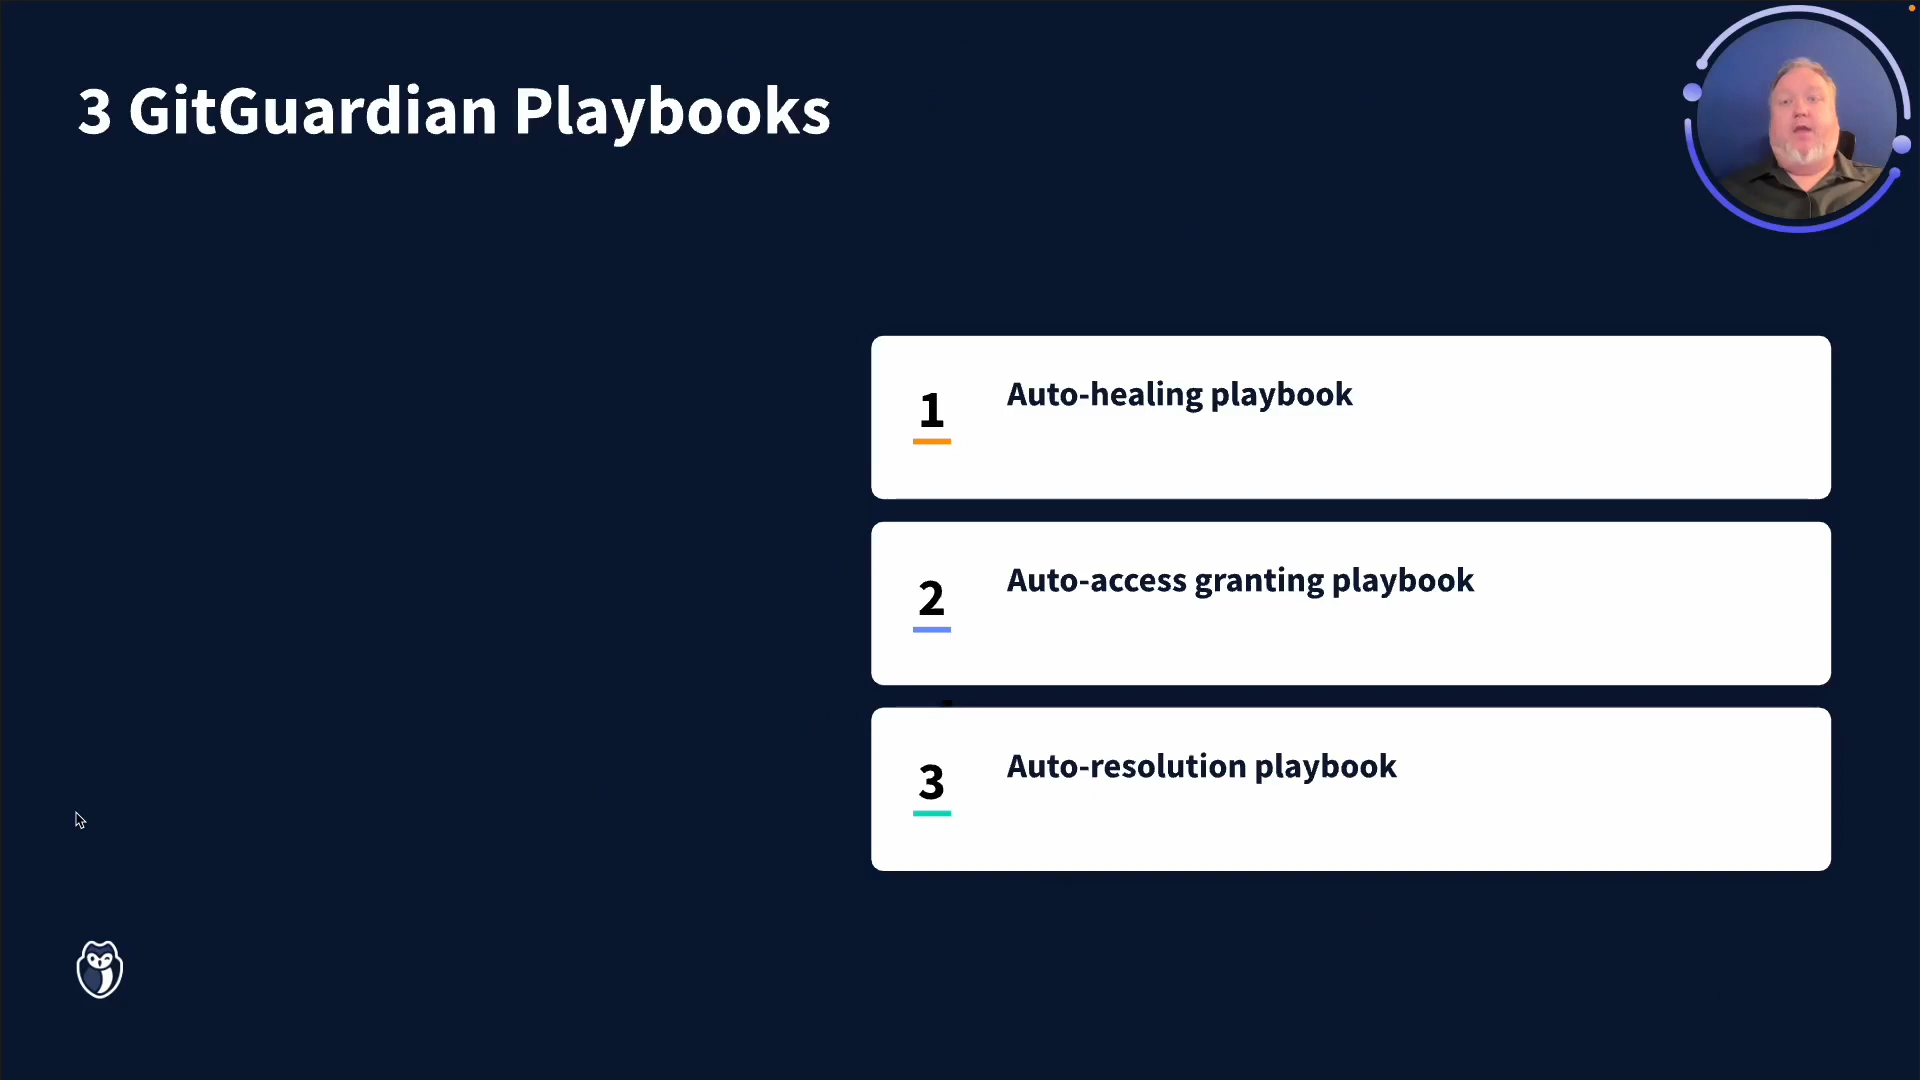 3 GitGuardian Playbooks
1
Auto-healing playbook
2
Auto-access granting playbook
3
Auto-resolution playbook